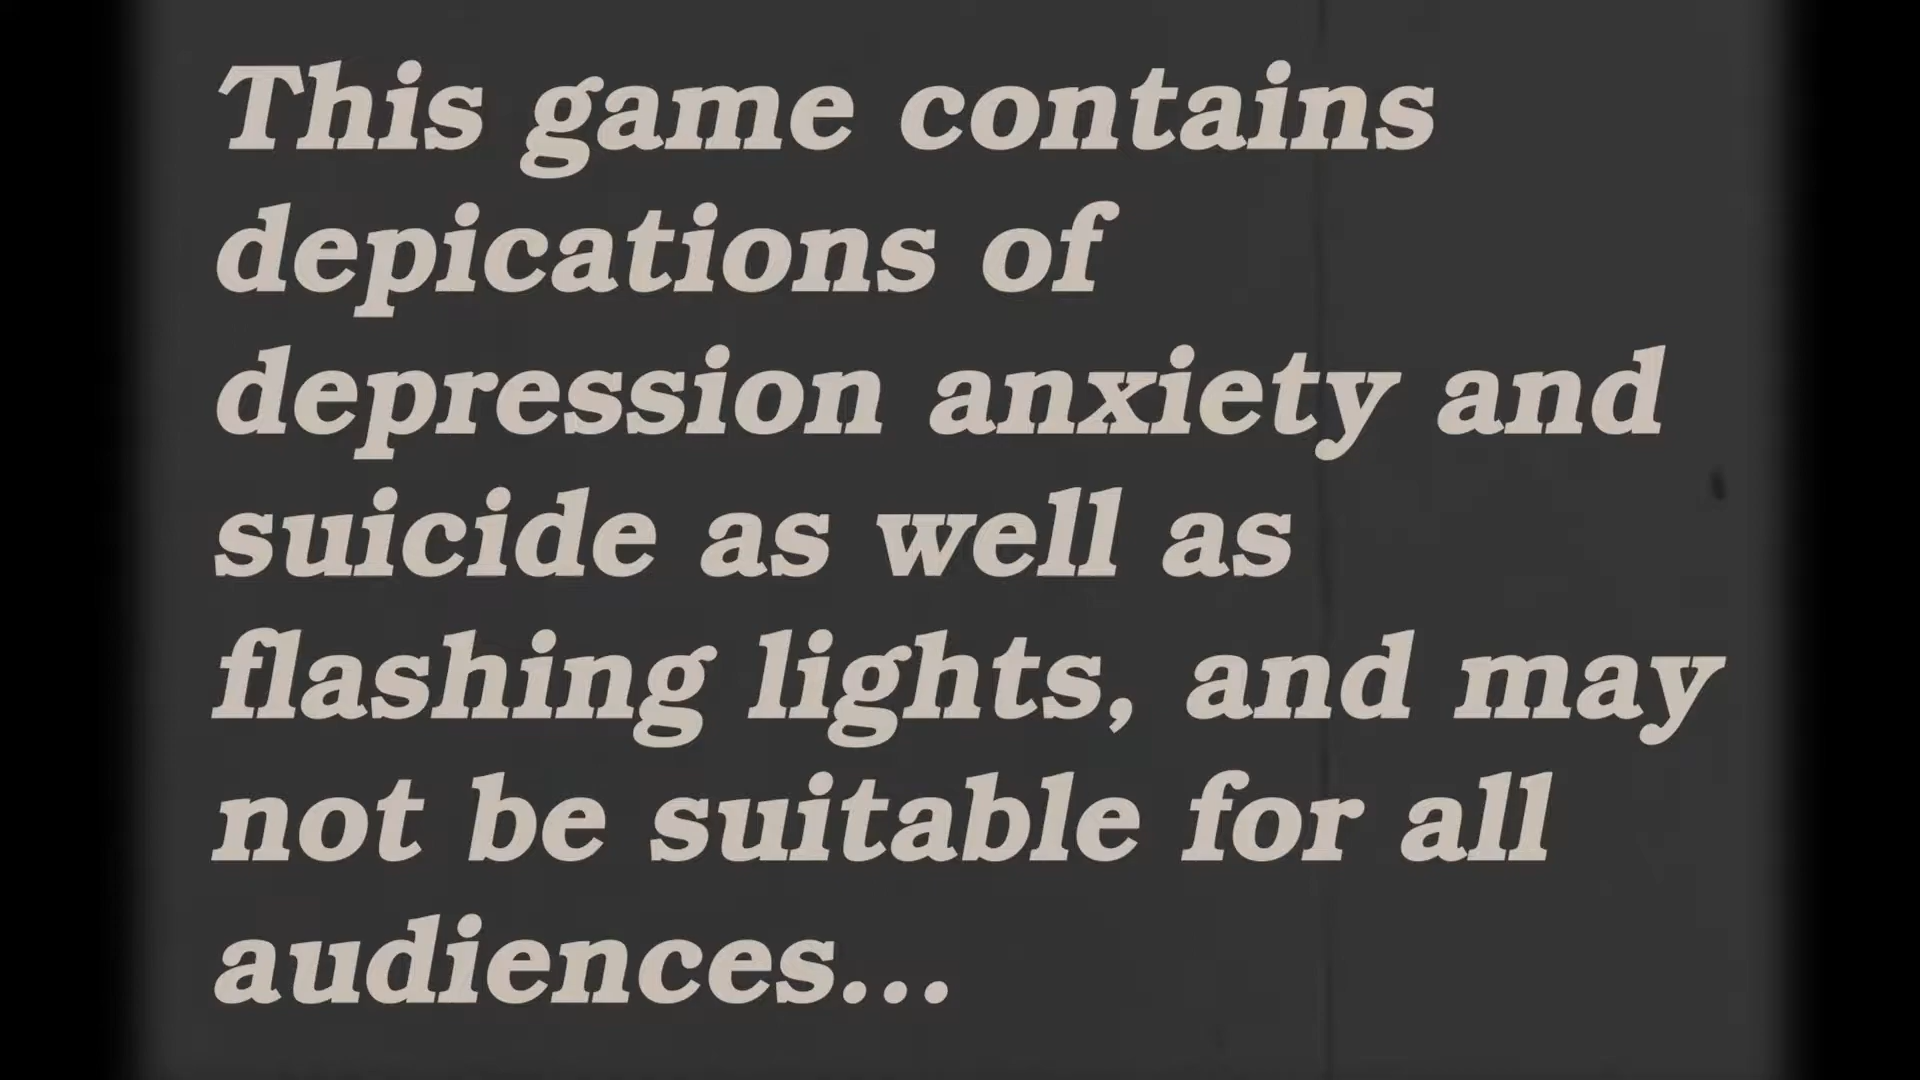 This game contains
depications of
depression anxiety and
suicide as well as
flashing lights, and may
not be suitable for all
audiences...